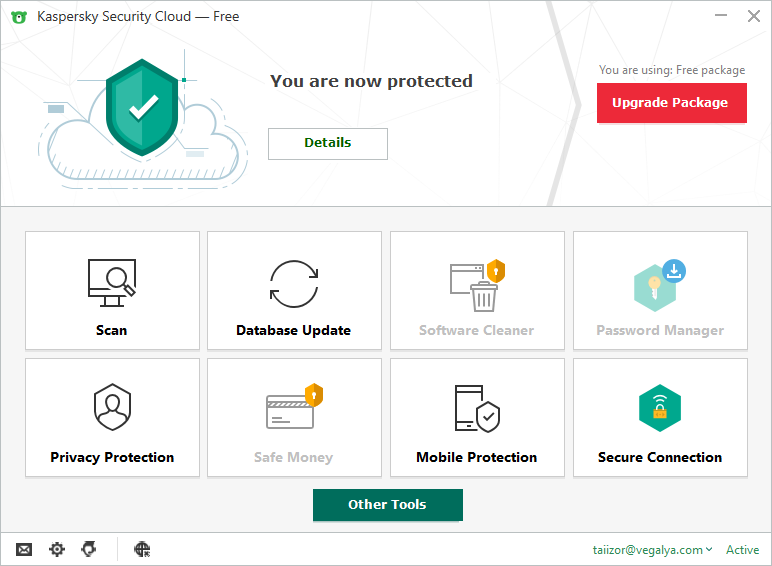 Kaspersky Security Cloud — Free
You are now protected
Details
You are using: Free package
Upgrade Package
Scan
Database Update
Software Cleaner
Password Manager
Privacy Protection
Safe Money
Mobile Protection
Secure Connection
Other Tools
taiizor@vegalya.com
Active